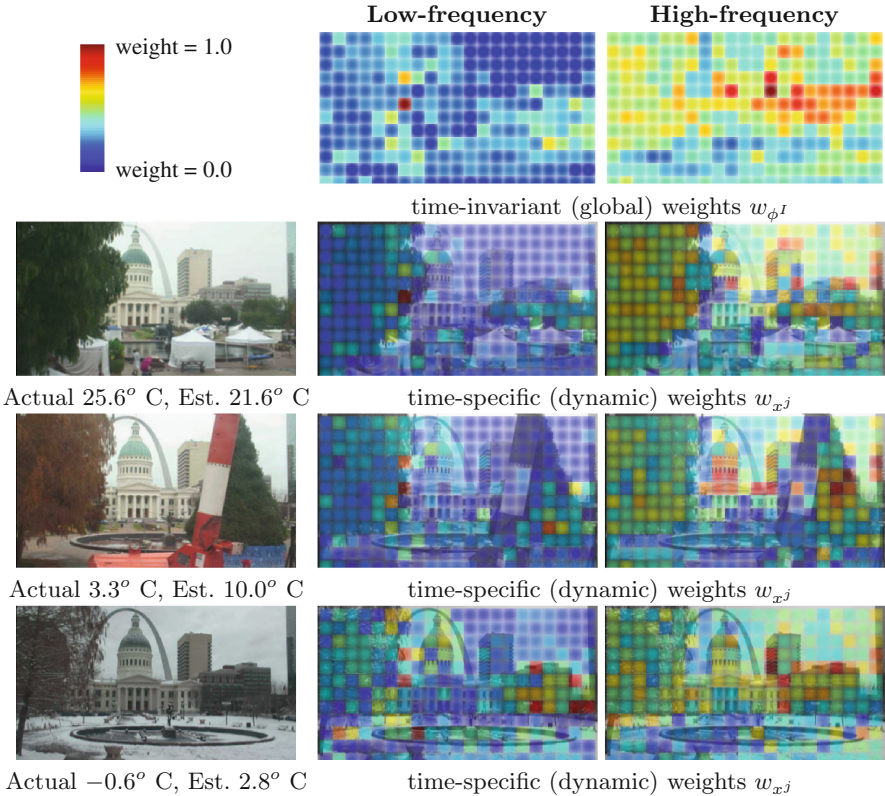 Low-frequency High-frequency
weight = 1.0
weight = 0.0
time-invariant (global) weights w_{ϕ^I}
Actual 25.6° C, Est. 21.6° C time-specific (dynamic) weights w_{x^j}
Actual 3.3° C, Est. 10.0° C time-specific (dynamic) weights w_{x^j}
Actual −0.6° C, Est. 2.8° C time-specific (dynamic) weights w_{x^j}